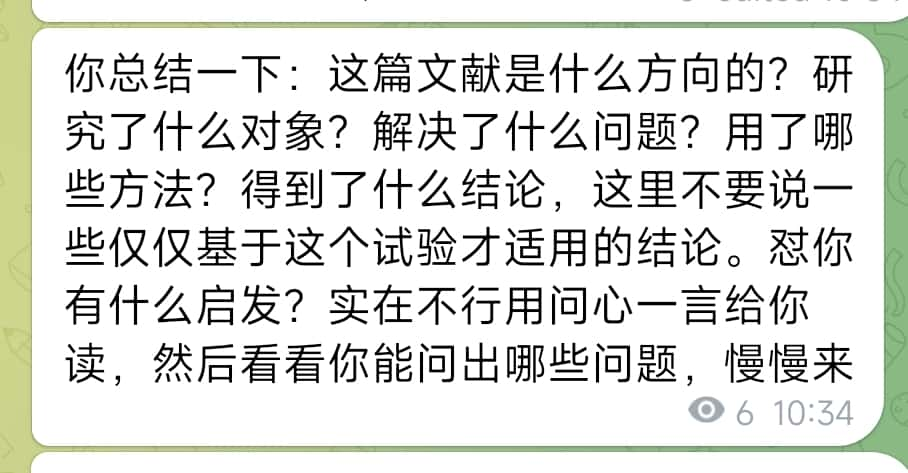 你总结一下：这篇文献是什么方向的？研
究了什么对象？解决了什么问题？用了哪
些方法？得到了什么结论，这里不要说一
些仅仅基于这个试验才适用的结论。怼你
有什么启发？实在不行用问心一言给你
读，然后看看你能问出哪些问题，慢慢来
6 10:34